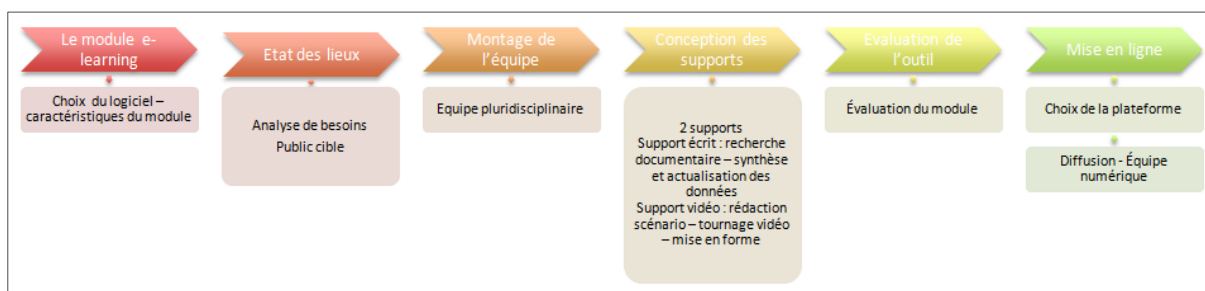 Le module e-
learning
Choix du logiciel –
caractéristiques du module
Etat des lieux
Analyse de besoins
Public cible
Montage de
l'équipe
Equipe pluridisciplinaire
Conception des
supports
2 supports
Support écrit : recherche
documentaire – synthèse
et actualisation des
données
Support vidéo : rédaction
scénario – tournage vidéo
– mise en forme
Evaluation de
l'outil
Évaluation du module
Mise en ligne
Choix de la plateforme
Diffusion - Équipe
numérique